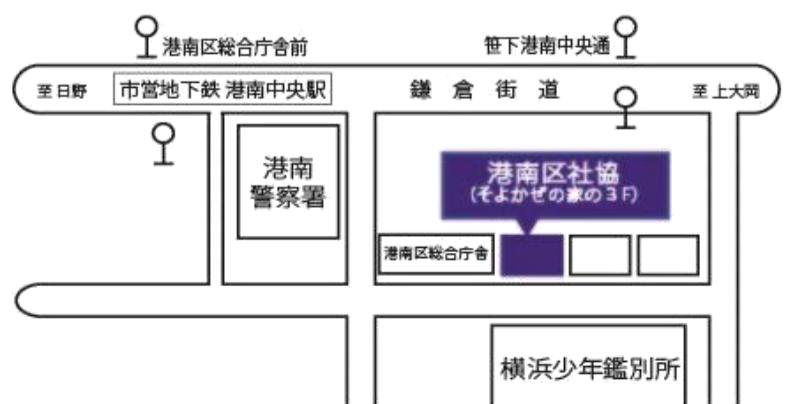 港南区総合庁舎前
笹下港南中央通
至 日野
市営地下鉄 港南中央駅
鎌倉街道
至 上大岡
港南
警察署
港南区社協
(そよかぜの家の3F)
港南区総合庁舎
横浜少年鑑別所